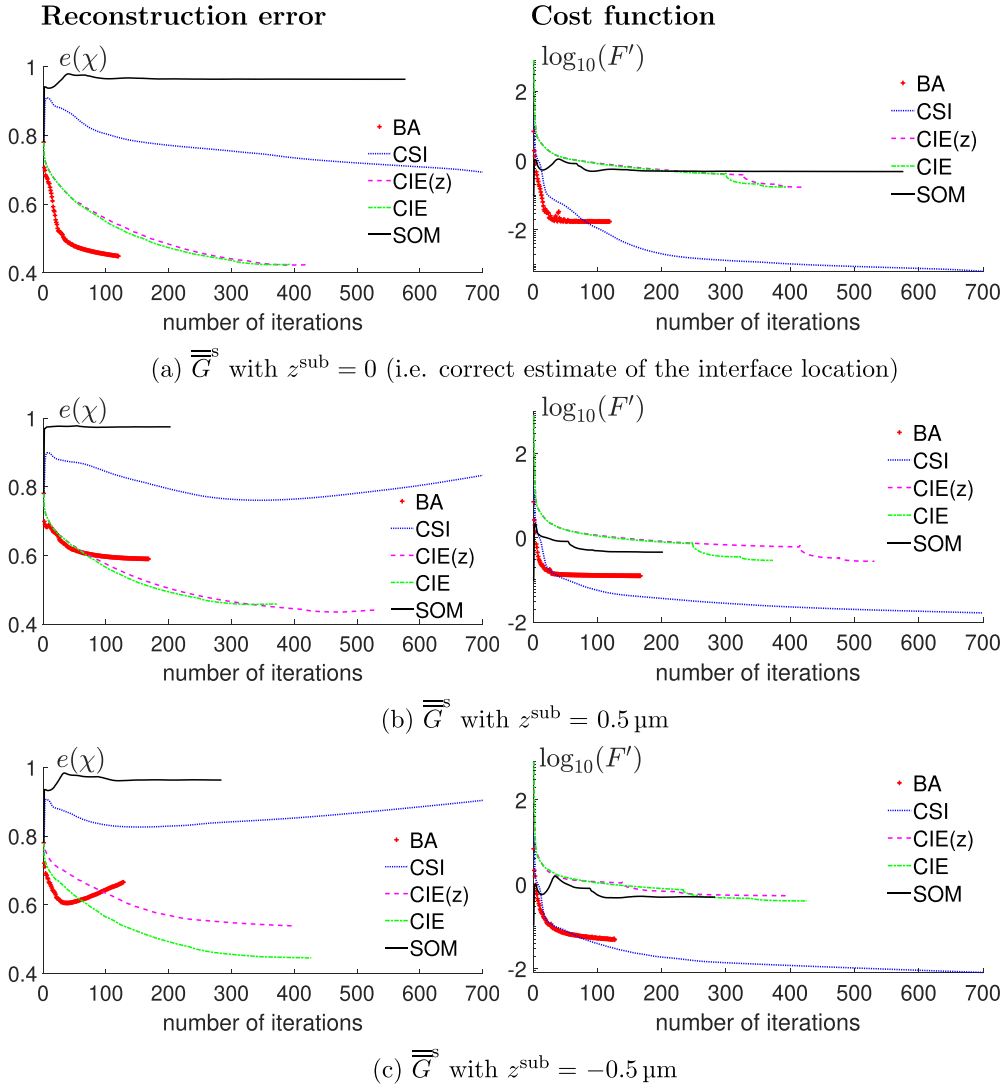 Reconstruction error
Cost function
e(χ)
1
0.8
0.6
0.4
0 100 200 300 400 500 600 700
number of iterations
BA
CSI
CIE(z)
CIE
SOM
log₁₀(F′)
2
0
-2
0 100 200 300 400 500 600 700
number of iterations
BA
CSI
CIE(z)
CIE
SOM
(a) G̿ˢ with zˢᵘᵇ = 0 (i.e. correct estimate of the interface location)
e(χ)
1
0.8
0.6
0.4
0 100 200 300 400 500 600 700
number of iterations
BA
CSI
CIE(z)
CIE
SOM
log₁₀(F′)
2
0
-2
0 100 200 300 400 500 600 700
number of iterations
BA
CSI
CIE(z)
CIE
SOM
(b) G̿ˢ with zˢᵘᵇ = 0.5 µm
e(χ)
1
0.8
0.6
0.4
0 100 200 300 400 500 600 700
number of iterations
BA
CSI
CIE(z)
CIE
SOM
log₁₀(F′)
2
0
-2
0 100 200 300 400 500 600 700
number of iterations
BA
CSI
CIE(z)
CIE
SOM
(c) G̿ˢ with zˢᵘᵇ = −0.5 µm